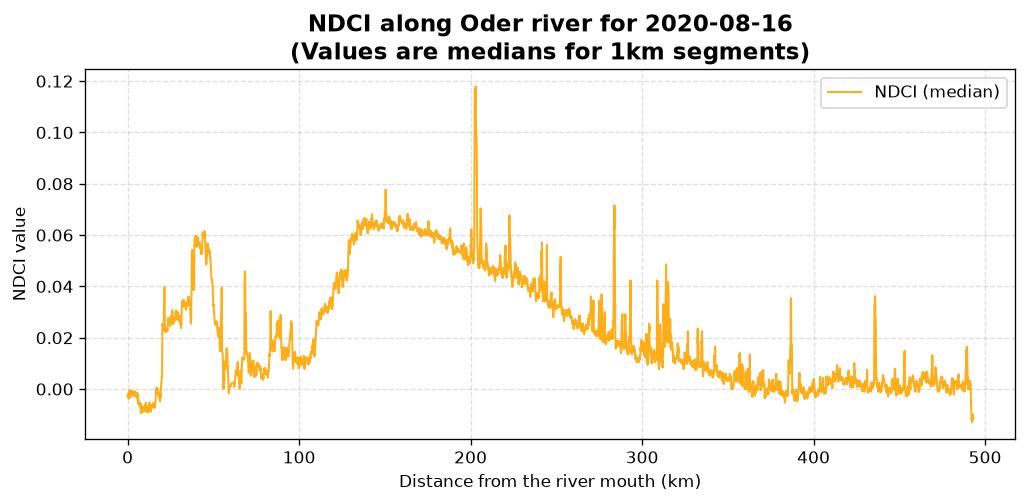 NDCI along Oder river for 2020-08-16
(Values are medians for 1km segments)
NDCI (median)
NDCI value
0.12
0.10
0.08
0.06
0.04
0.02
0.00
0 100 200 300 400 500
Distance from the river mouth (km)